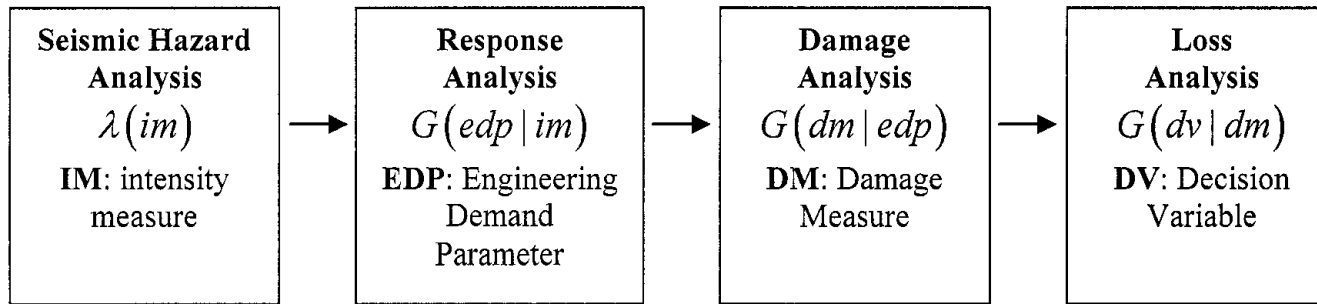 Seismic Hazard
Analysis
λ(im)
IM: intensity
measure
Response
Analysis
G(edp | im)
EDP: Engineering
Demand
Parameter
Damage
Analysis
G(dm | edp)
DM: Damage
Measure
Loss
Analysis
G(dv | dm)
DV: Decision
Variable